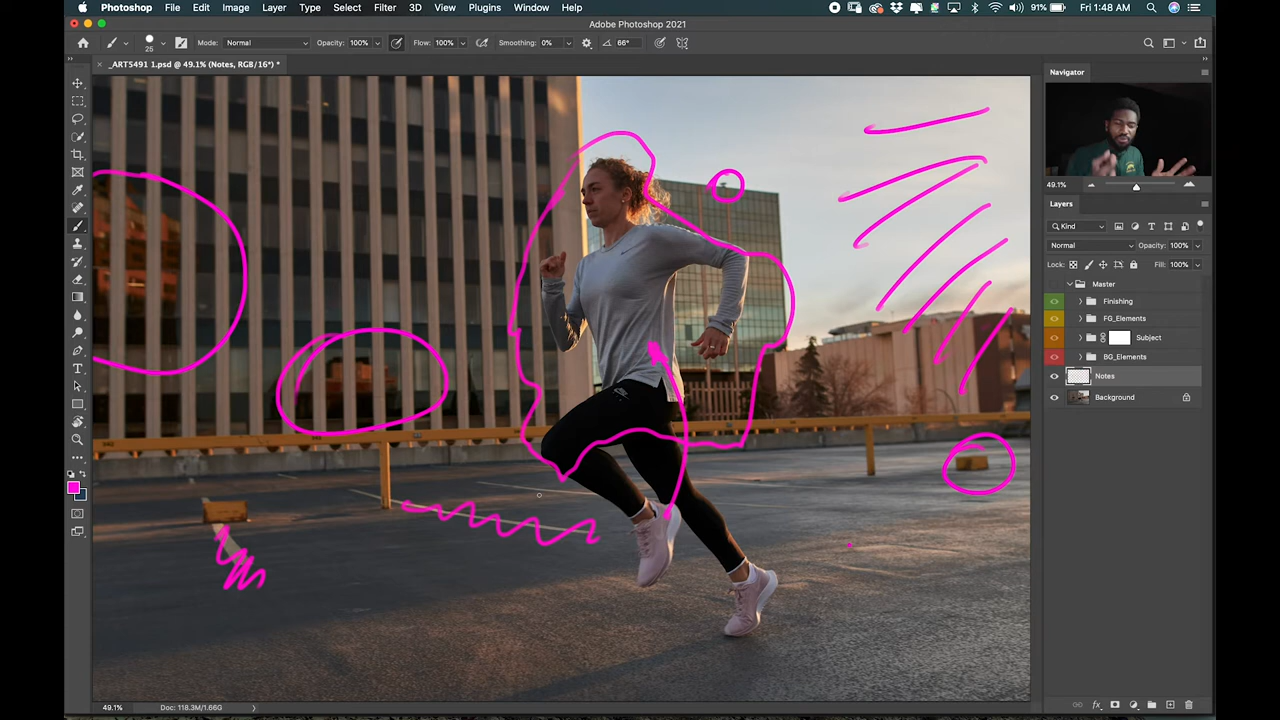 Photoshop File Edit Image Layer Type Select Filter 3D View Plugins Window Help 91% Fri 1:48 AM
Adobe Photoshop 2021
25 Mode: Normal Opacity: 100% Flow: 100% Smoothing: 0% 66°
_ART5491 1.psd @ 49.1% (Notes, RGB/16*) *
Navigator
49.1%
Layers
Kind
Normal Opacity: 100%
Lock: Fill: 100%
Master
Finishing
FG_Elements
Subject
BG_Elements
Notes
Background
49.1% Doc: 118.3M/1.66G